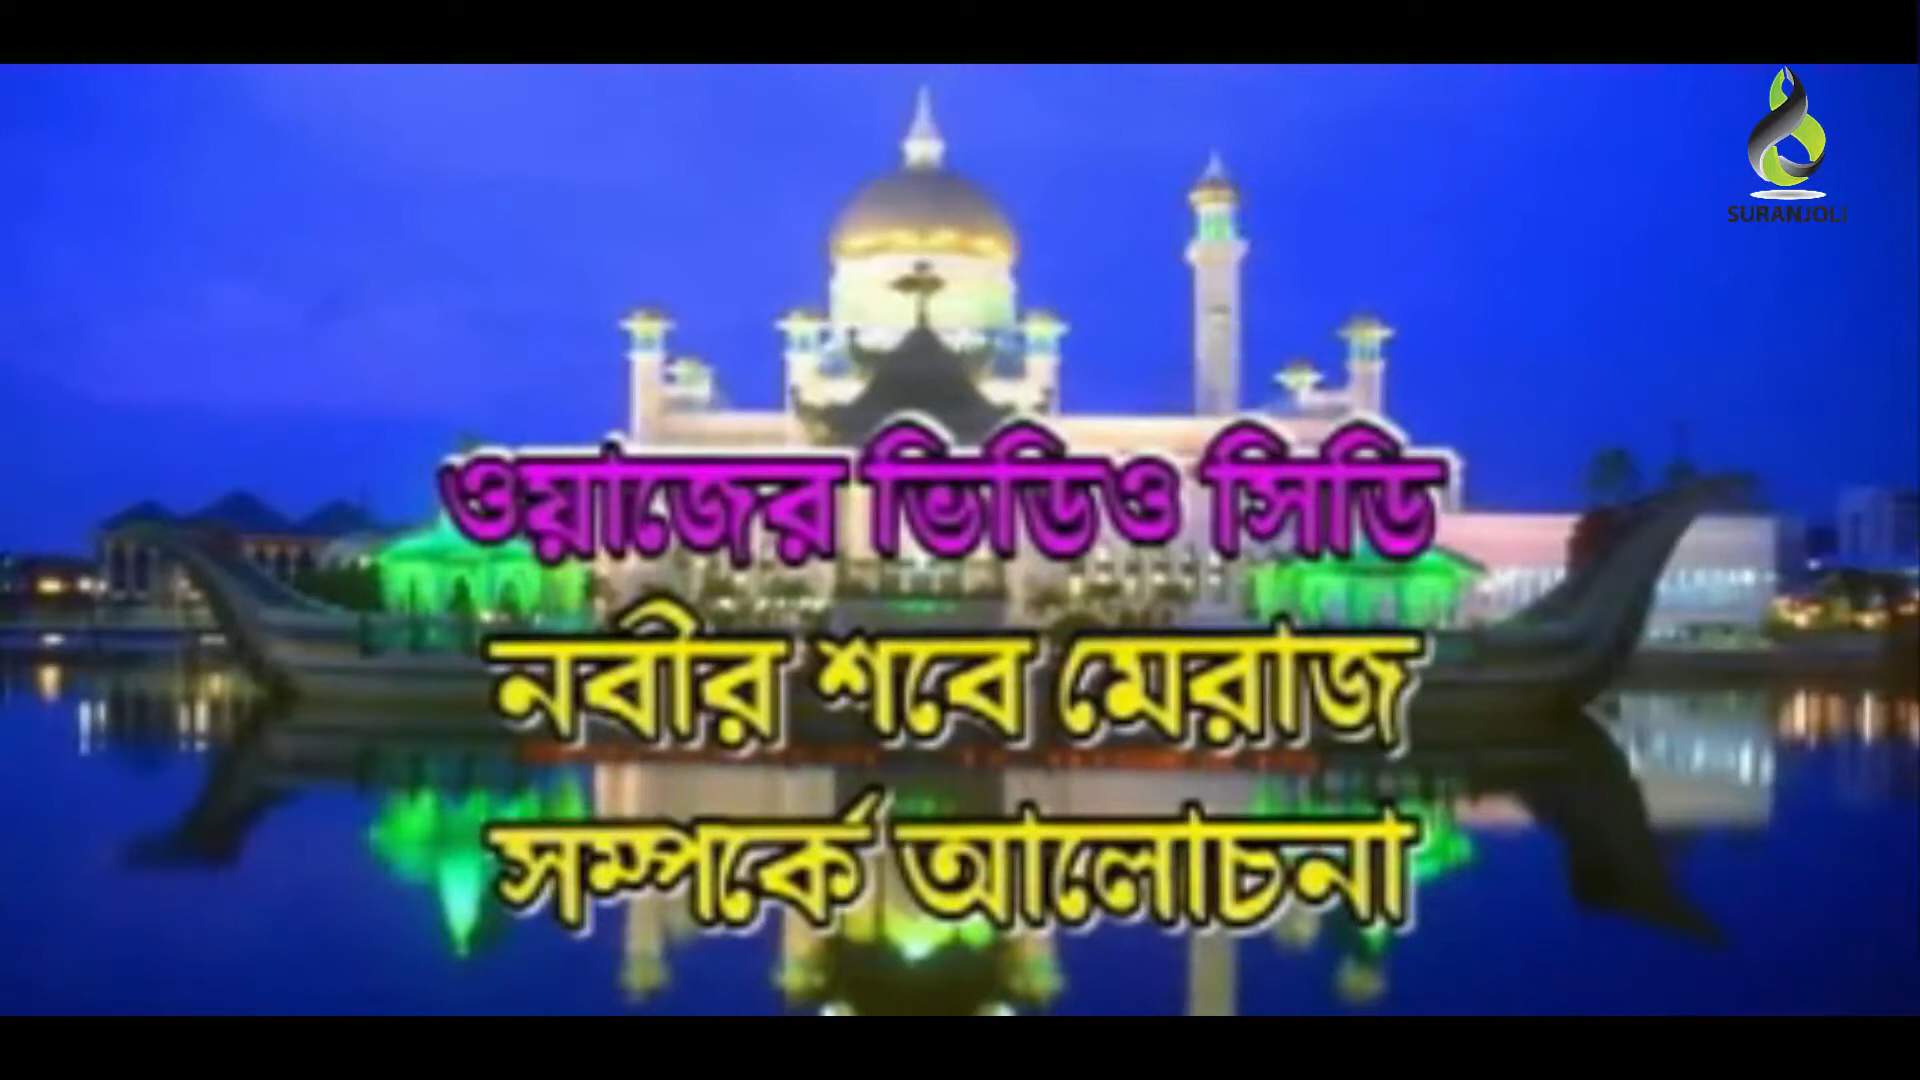 SURANJOLI
ওয়াজের ভিডিও সিডি
নবীর শবে মেরাজ
সম্পর্কে আলোচনা